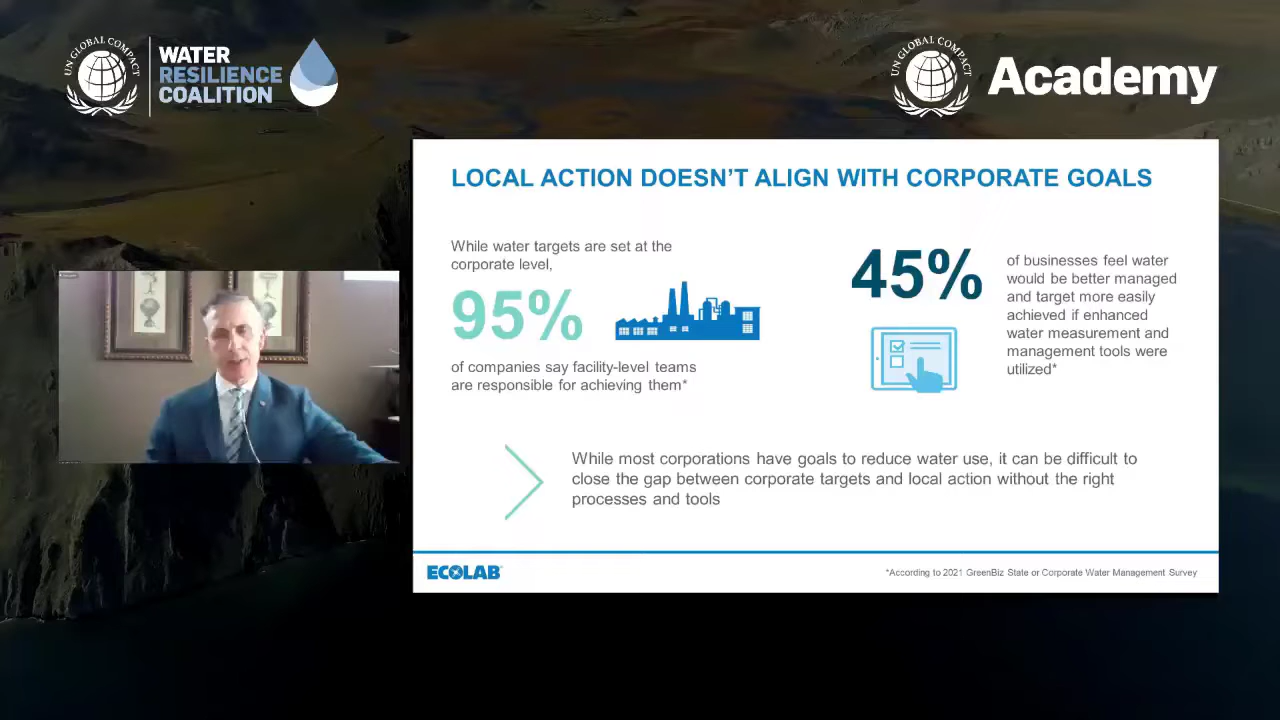 UN GLOBAL COMPACT
WATER
RESILIENCE
COALITION
UN GLOBAL COMPACT
Academy
LOCAL ACTION DOESN'T ALIGN WITH CORPORATE GOALS
While water targets are set at the
corporate level,
95%
of companies say facility-level teams
are responsible for achieving them*
45%
of businesses feel water
would be better managed
and target more easily
achieved if enhanced
water measurement and
management tools were
utilized*
While most corporations have goals to reduce water use, it can be difficult to
close the gap between corporate targets and local action without the right
processes and tools
ECOLAB
*According to 2021 GreenBiz State or Corporate Water Management Survey